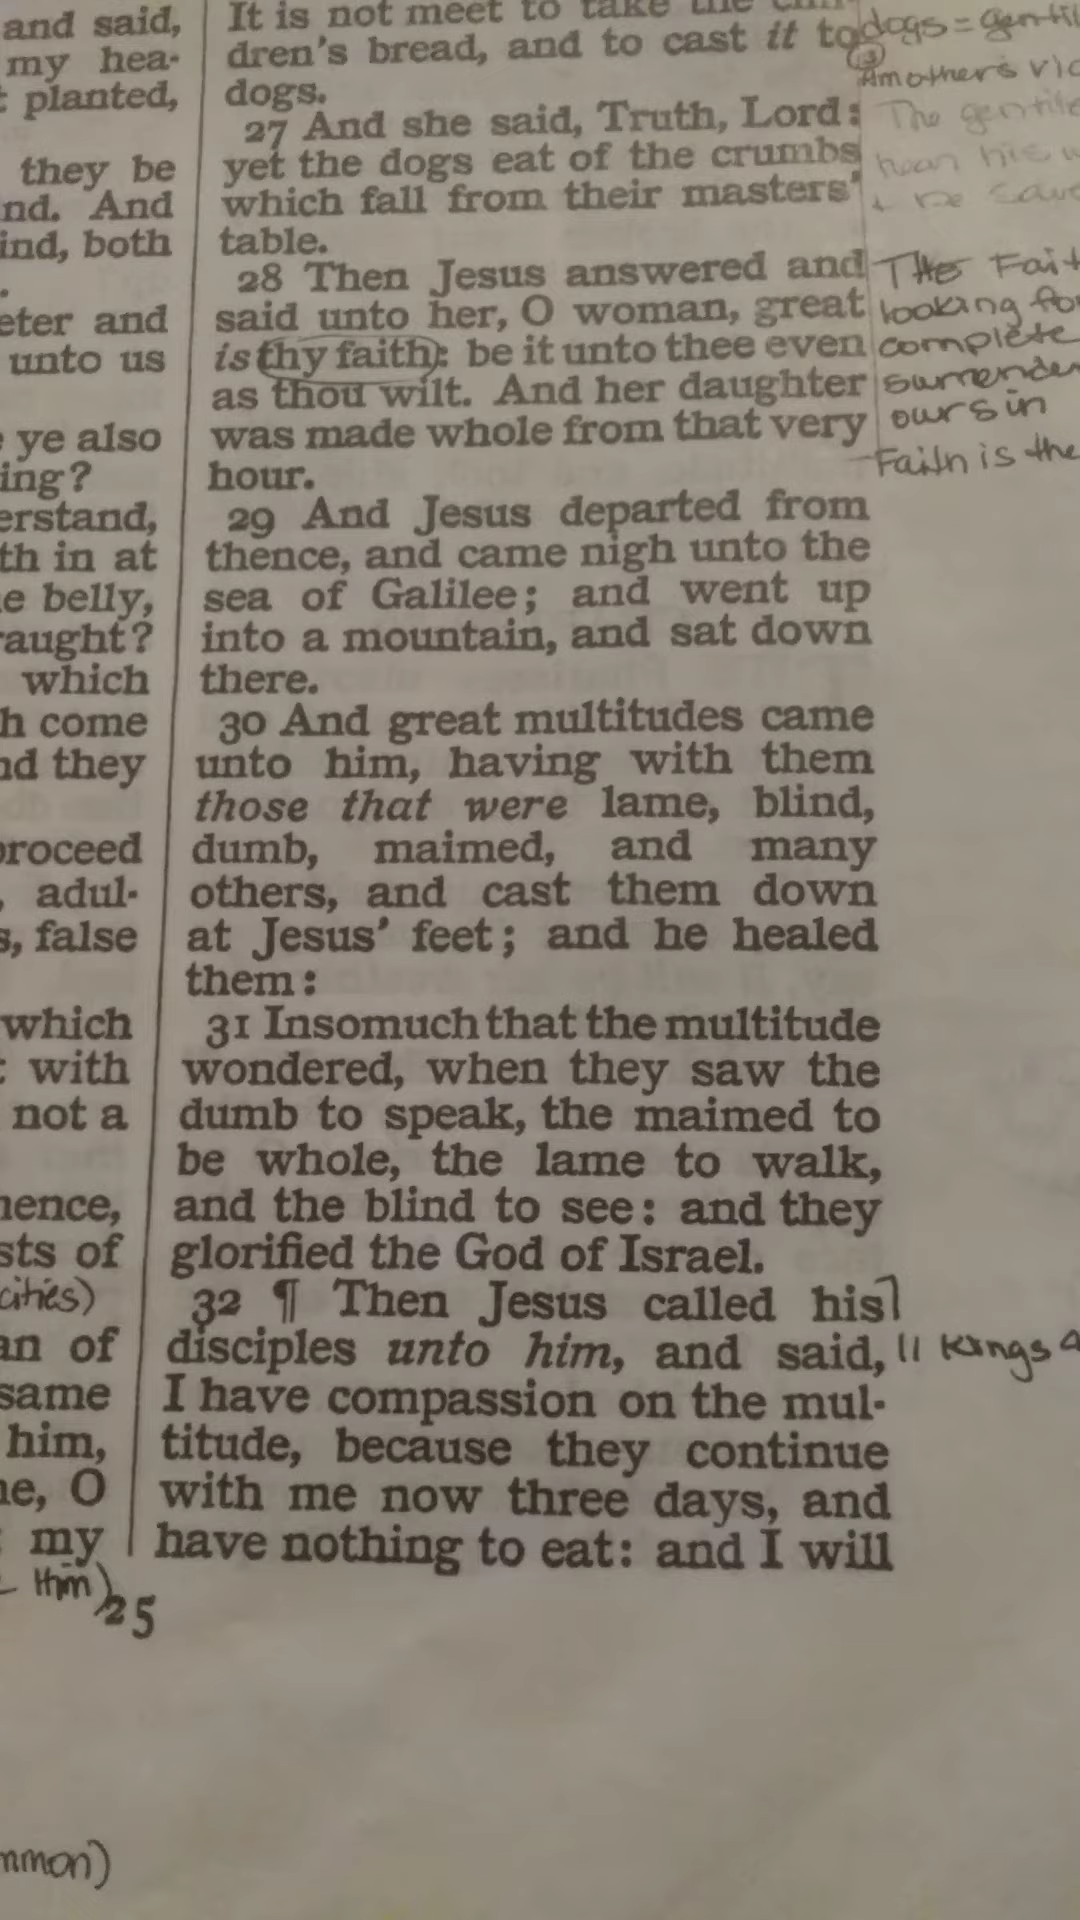 and said,
my hea-
planted,
they be
nd. And
ind, both
eter and
unto us
ye also
ing?
erstand,
th in at
e belly,
aught?
which
h come
nd they
proceed
, adul-
s, false
which
with
not a
hence,
sts of
cities)
an of
same
him,
ne, O
my
Him)
25
mmon)
It is not meet to take the chil-
dren's bread, and to cast it to
dogs.
27 And she said, Truth, Lord:
yet the dogs eat of the crumbs
which fall from their masters'
table.
28 Then Jesus answered and
said unto her, O woman, great
is thy faith: be it unto thee even
as thou wilt. And her daughter
was made whole from that very
hour.
29 And Jesus departed from
thence, and came nigh unto the
sea of Galilee; and went up
into a mountain, and sat down
there.
30 And great multitudes came
unto him, having with them
those that were lame, blind,
dumb, maimed, and many
others, and cast them down
at Jesus' feet; and he healed
them:
31 Insomuch that the multitude
wondered, when they saw the
dumb to speak, the maimed to
be whole, the lame to walk,
and the blind to see: and they
glorified the God of Israel.
32 ¶ Then Jesus called his
disciples unto him, and said,
I have compassion on the mul-
titude, because they continue
with me now three days, and
have nothing to eat: and I will
dogs = gentil
A mothers
The gentile
hear his
The Fait
looking for
complete
surrender
ours in
-Faith is the
II Kings 4